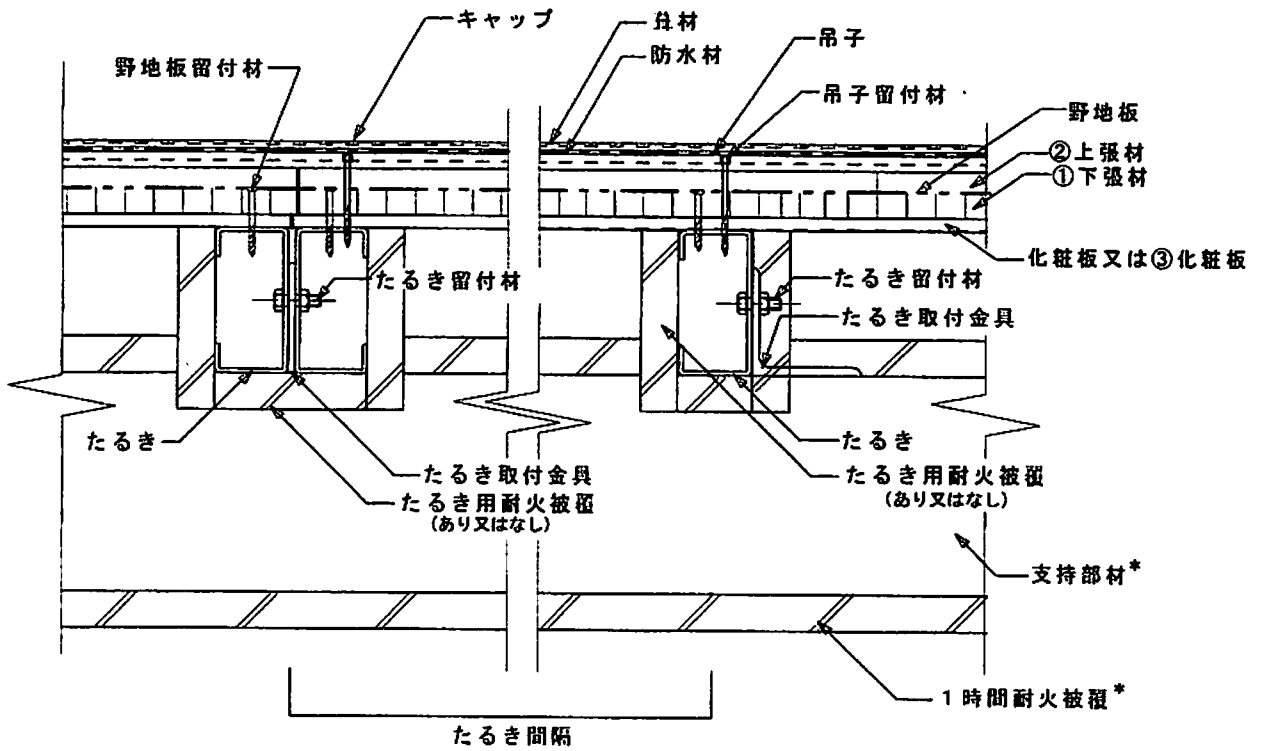 キャップ
葺材
吊子
防水材
野地板留付材
吊子留付材
野地板
②上張材
①下張材
化粧板又は③化粧板
たるき留付材
たるき留付材
たるき取付金具
たるき
たるき
たるき取付金具
たるき用耐火被覆
(あり又はなし)
たるき用耐火被覆
(あり又はなし)
支持部材*
1時間耐火被覆*
たるき間隔